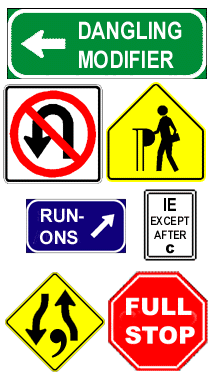 DANGLING
MODIFIER
RUN-
ONS
IE
EXCEPT
AFTER
C
FULL
STOP